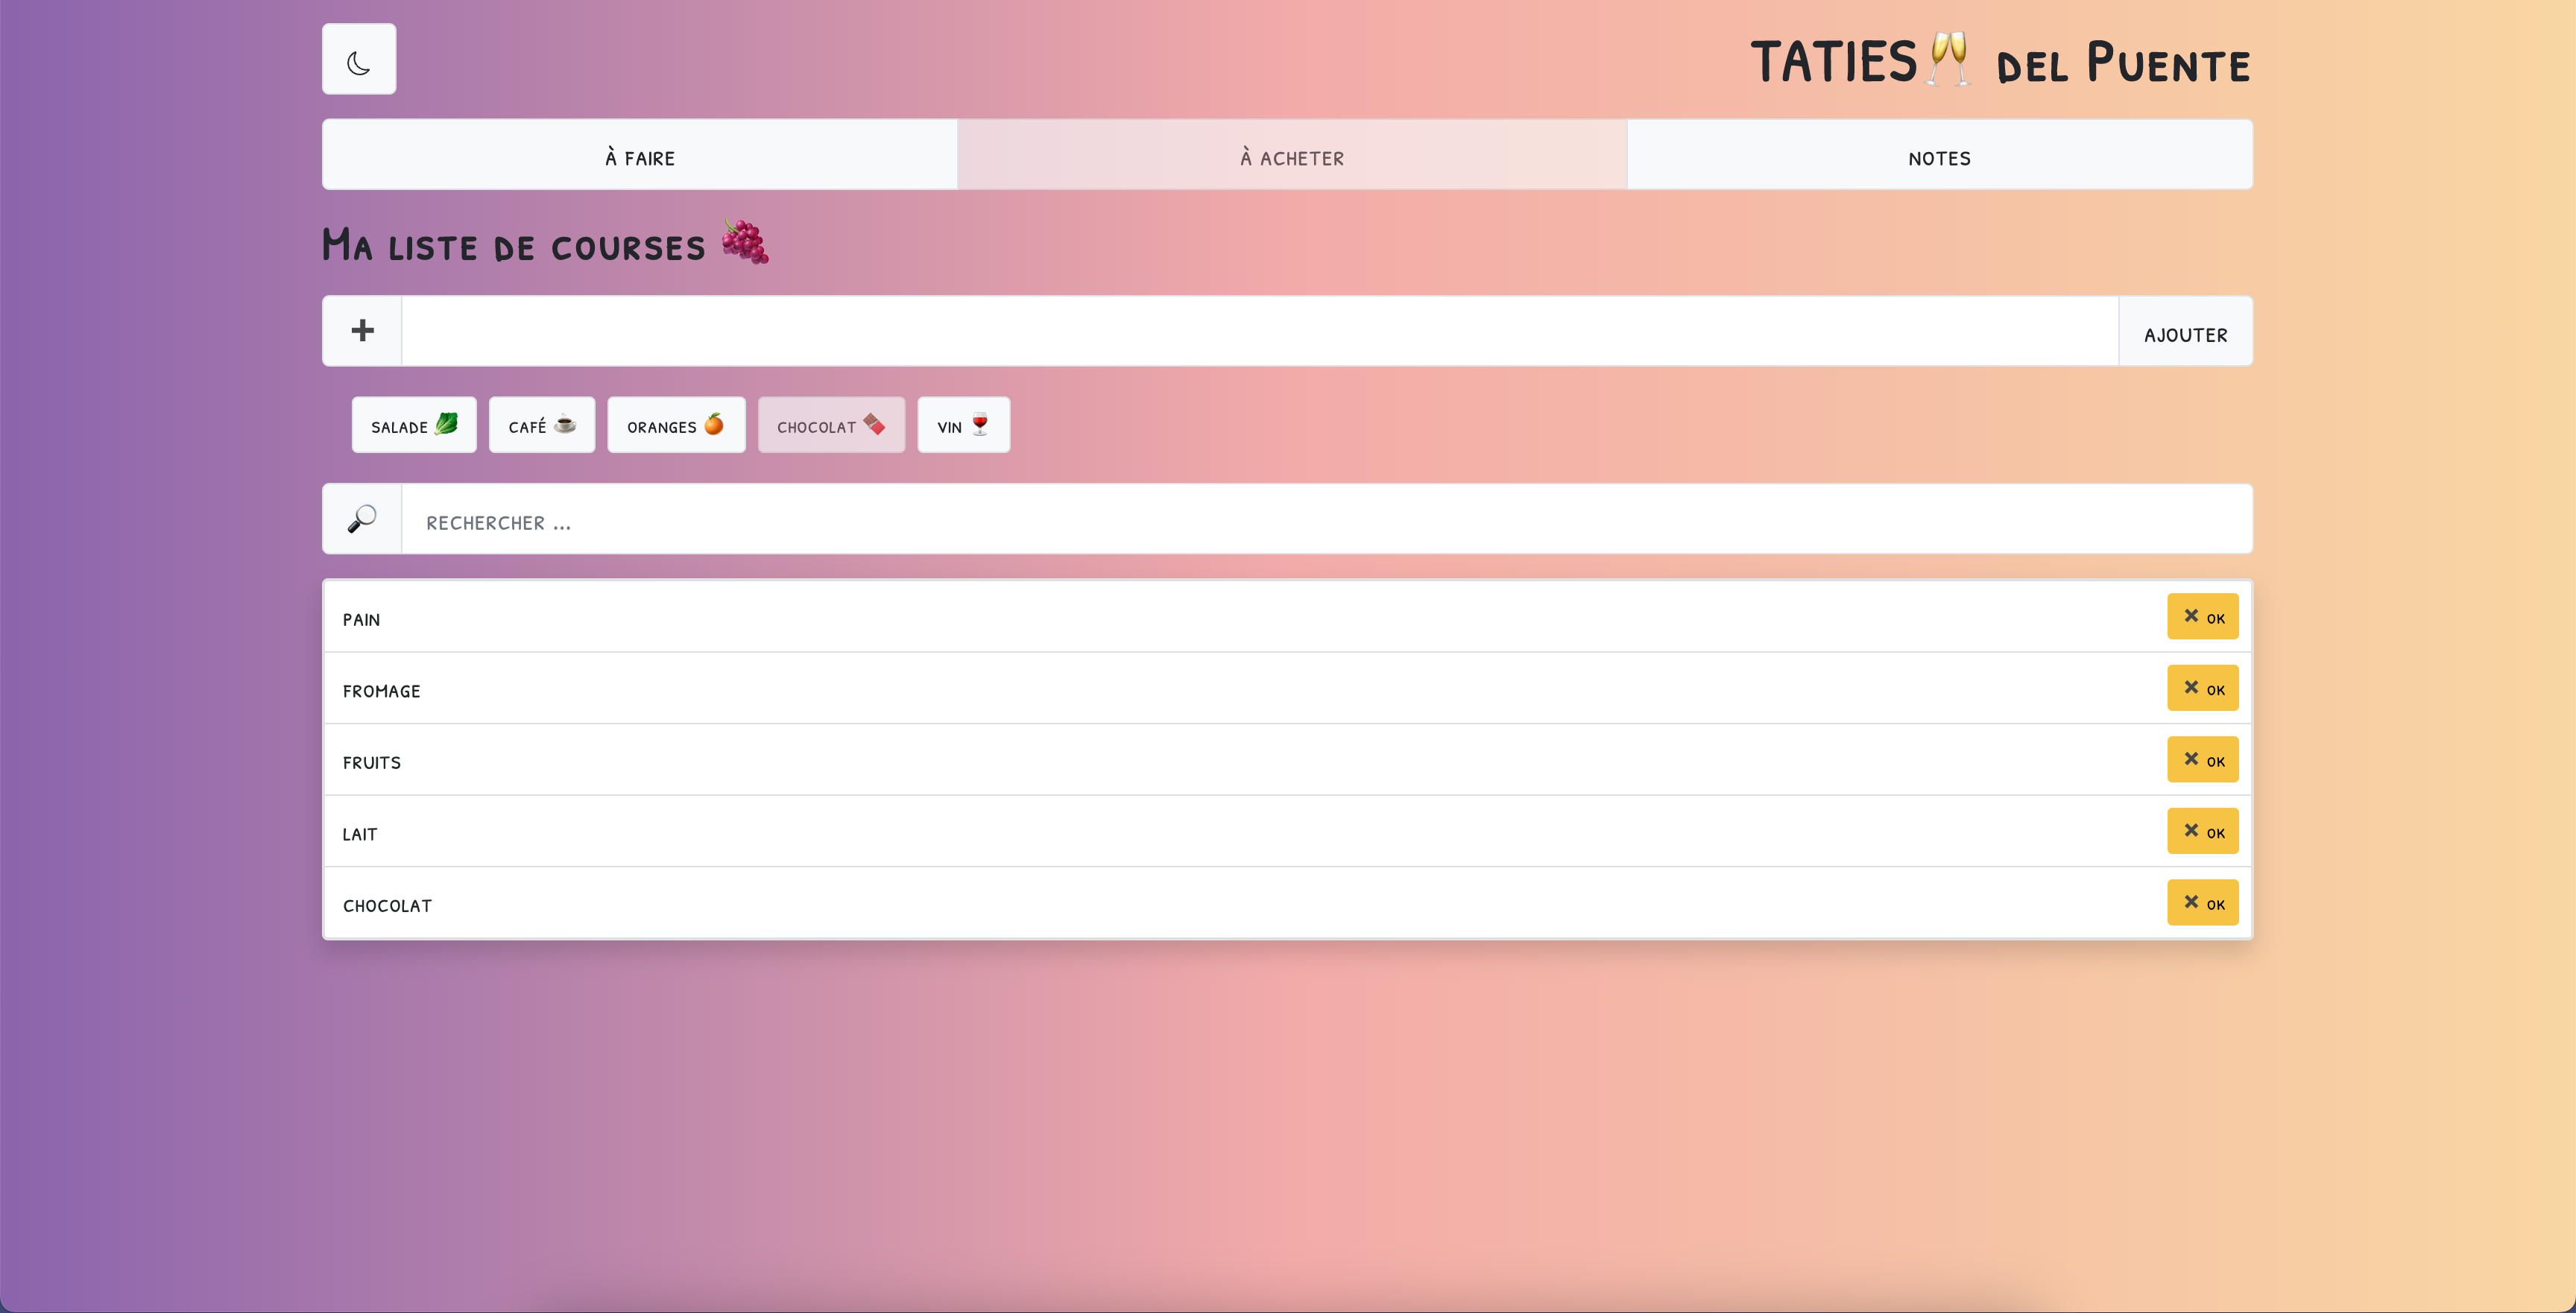 TATIES🥂 del Puente
À FAIRE
À ACHETER
NOTES
Ma liste de courses 🍇
AJOUTER
SALADE 🥬
CAFÉ ☕
ORANGES 🍊
CHOCOLAT 🍫
VIN 🍷
RECHERCHER ...
PAIN
✖ OK
FROMAGE
✖ OK
FRUITS
✖ OK
LAIT
✖ OK
CHOCOLAT
✖ OK